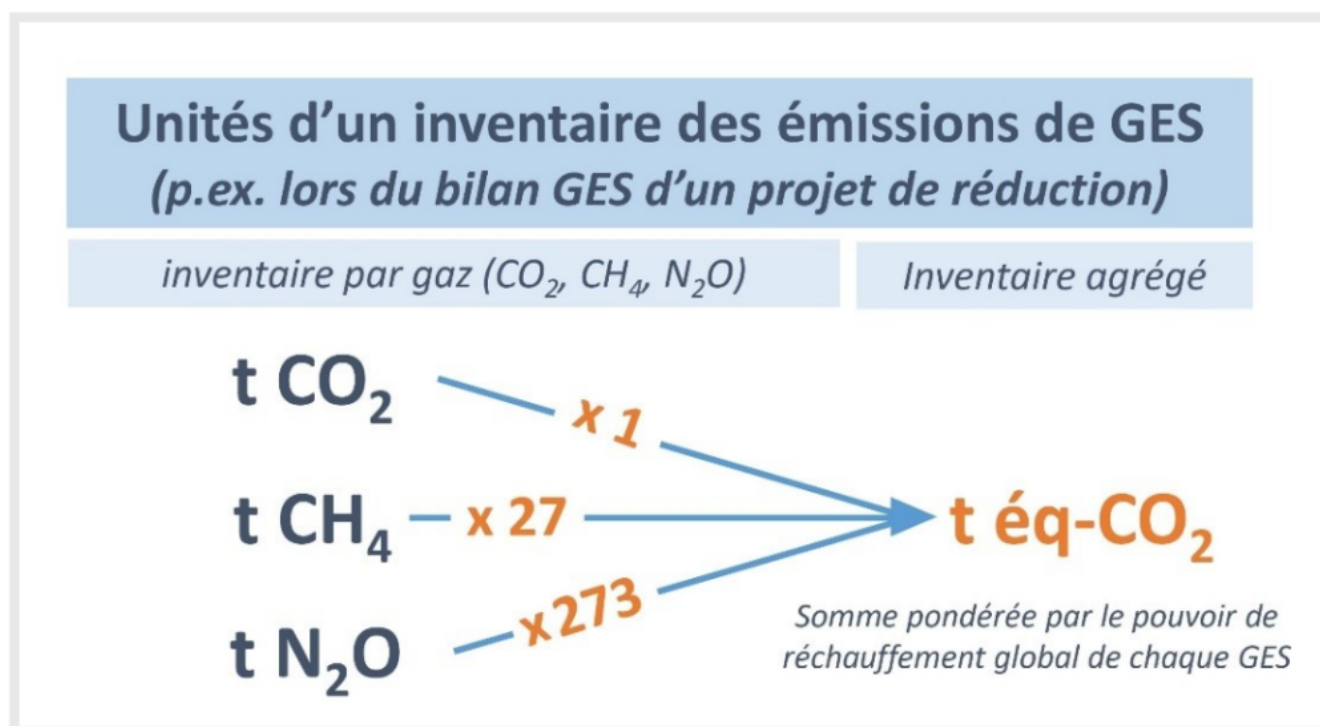 Unités d’un inventaire des émissions de GES
(p.ex. lors du bilan GES d’un projet de réduction)
inventaire par gaz (CO₂, CH₄, N₂O)
Inventaire agrégé
t CO₂
x 1
t CH₄
x 27
t éq-CO₂
t N₂O
x 273
Somme pondérée par le pouvoir de
réchauffement global de chaque GES